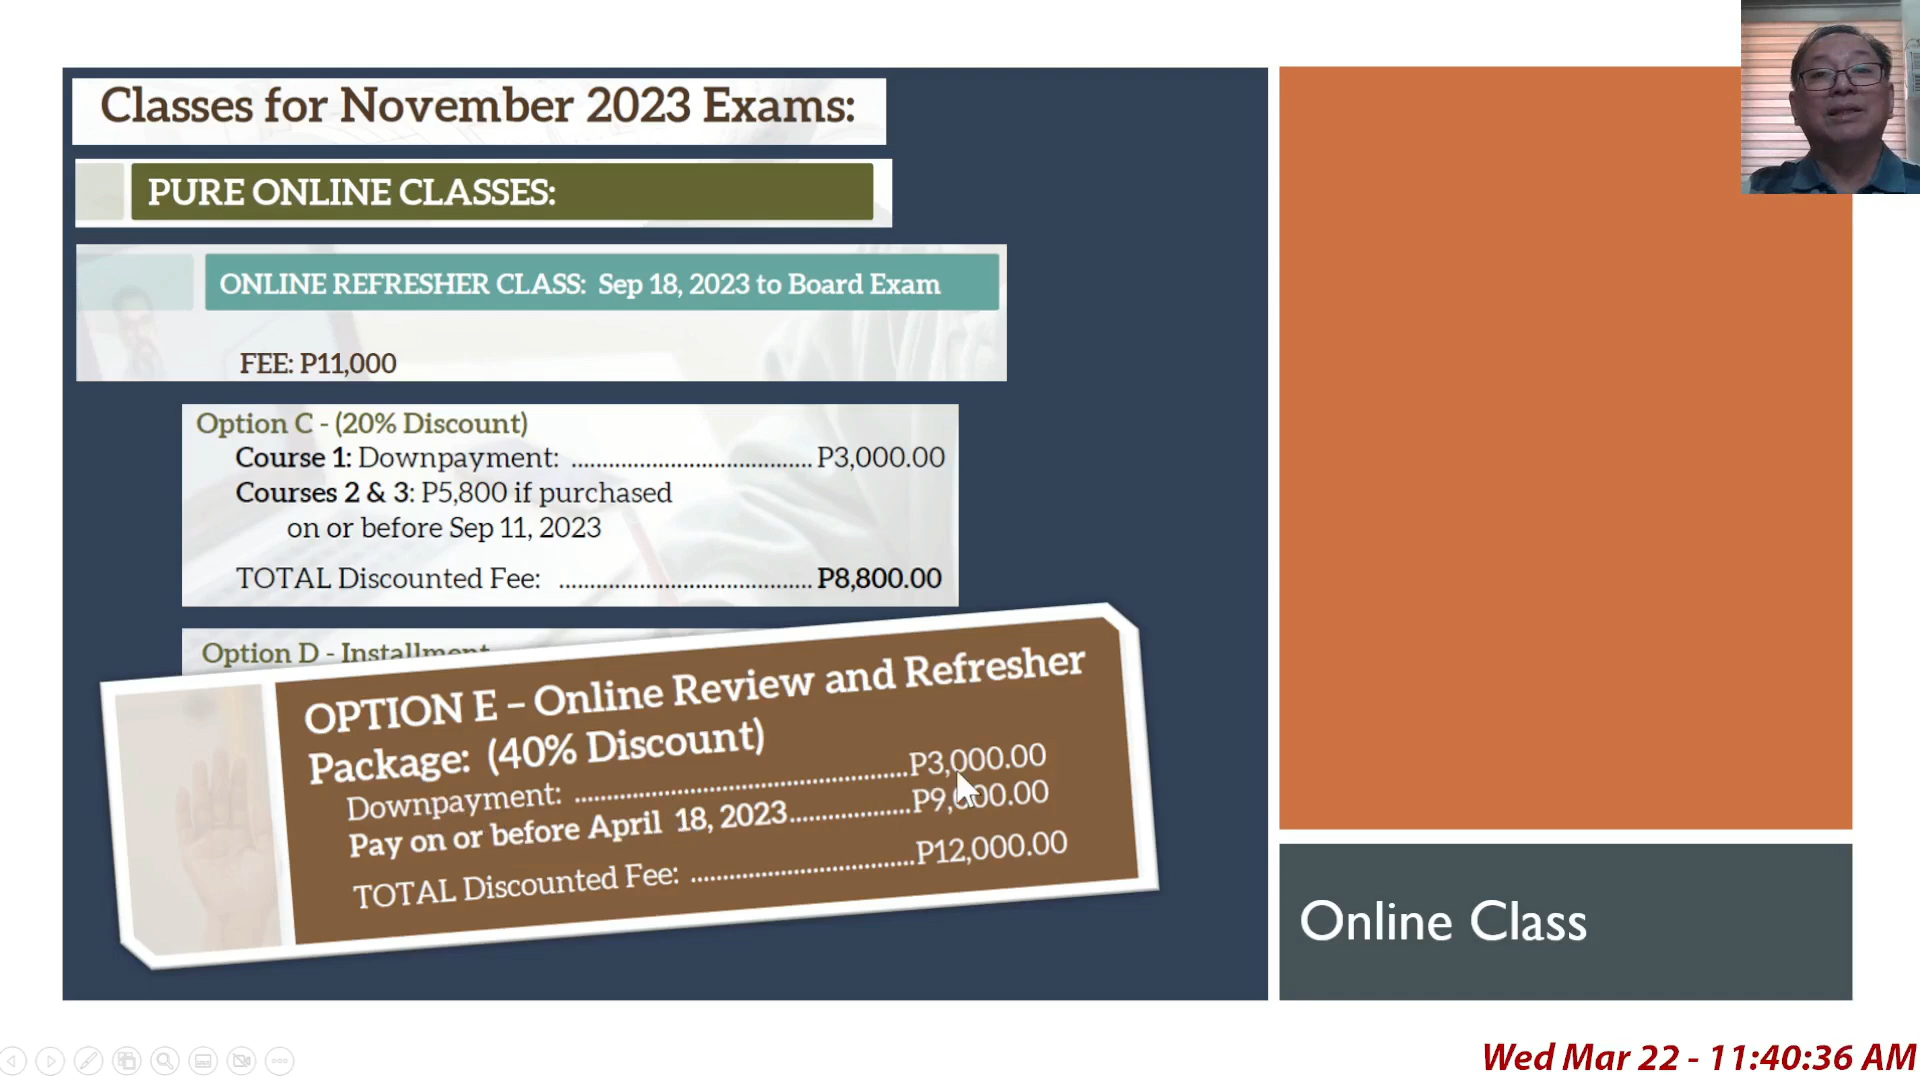 Classes for November 2023 Exams:
PURE ONLINE CLASSES:
ONLINE REFRESHER CLASS: Sep 18, 2023 to Board Exam
FEE: P11,000
Option C - (20% Discount)
Course 1: Downpayment: ....................................... P3,000.00
Courses 2 & 3: P5,800 if purchased
on or before Sep 11, 2023
TOTAL Discounted Fee: ......................................... P8,800.00
Option D - Installment
OPTION E – Online Review and Refresher
Package: (40% Discount)
Downpayment: .....................................................P3,000.00
Pay on or before April 18, 2023...................P9,000.00
TOTAL Discounted Fee: ...................................P12,000.00
Online Class
Wed Mar 22 - 11:40:36 AM